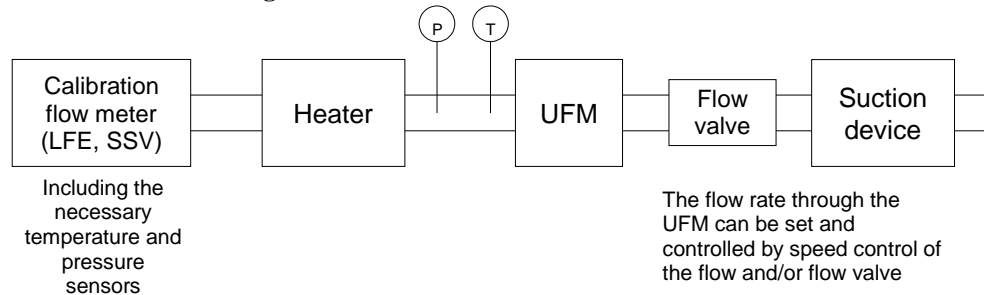 P
T
Calibration
flow meter
(LFE, SSV)
Heater
UFM
Flow
valve
Suction
device
Including the
necessary
temperature and
pressure
sensors
The flow rate through the
UFM can be set and
controlled by speed control of
the flow and/or flow valve